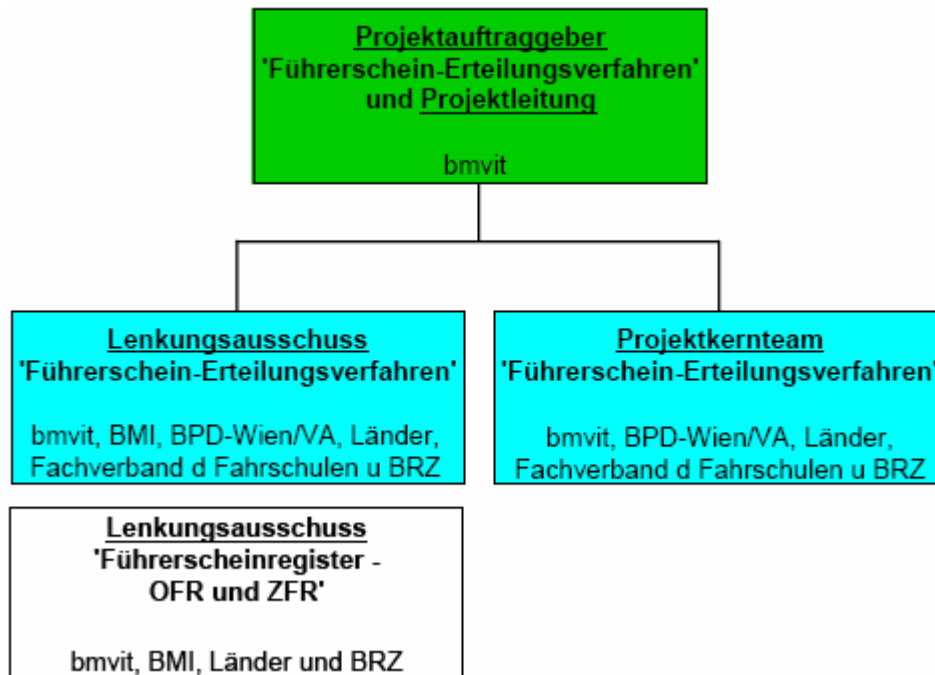 Projektauftraggeber
'Führerschein-Erteilungsverfahren'
und Projektleitung
bmvit
Lenkungsausschuss
'Führerschein-Erteilungsverfahren'
bmvit, BMI, BPD-Wien/VA, Länder,
Fachverband d Fahrschulen u BRZ
Projektkernteam
'Führerschein-Erteilungsverfahren'
bmvit, BPD-Wien/VA, Länder,
Fachverband d Fahrschulen u BRZ
Lenkungsausschuss
'Führerscheinregister -
OFR und ZFR'
bmvit, BMI, Länder und BRZ